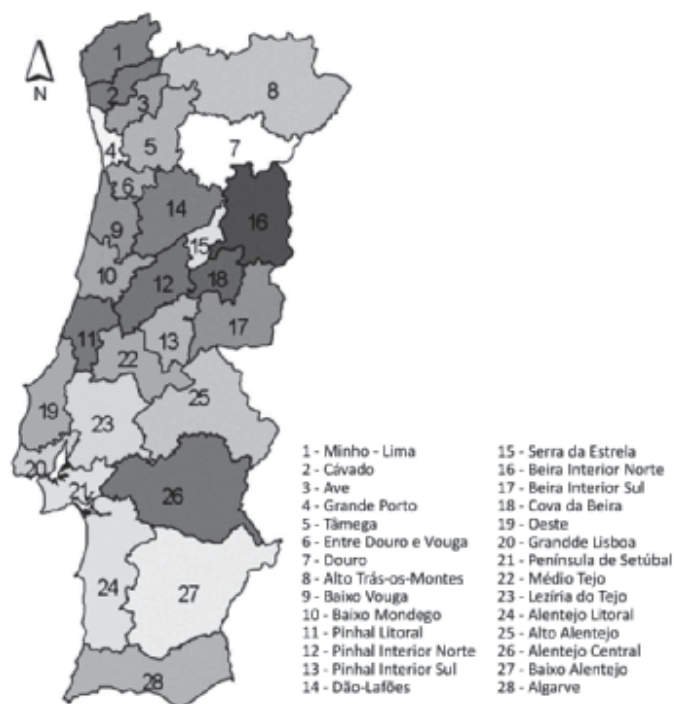 N
1
2
3
4
5
6
7
8
9
10
11
12
13
14
15
16
17
18
19
20
21
22
23
24
25
26
27
28
1 - Minho - Lima
2 - Cávado
3 - Ave
4 - Grande Porto
5 - Tâmega
6 - Entre Douro e Vouga
7 - Douro
8 - Alto Trás-os-Montes
9 - Baixo Vouga
10 - Baixo Mondego
11 - Pinhal Litoral
12 - Pinhal Interior Norte
13 - Pinhal Interior Sul
14 - Dão-Lafões
15 - Serra da Estrela
16 - Beira Interior Norte
17 - Beira Interior Sul
18 - Cova da Beira
19 - Oeste
20 - Grandde Lisboa
21 - Península de Setúbal
22 - Médio Tejo
23 - Lezíria do Tejo
24 - Alentejo Litoral
25 - Alto Alentejo
26 - Alentejo Central
27 - Baixo Alentejo
28 - Algarve